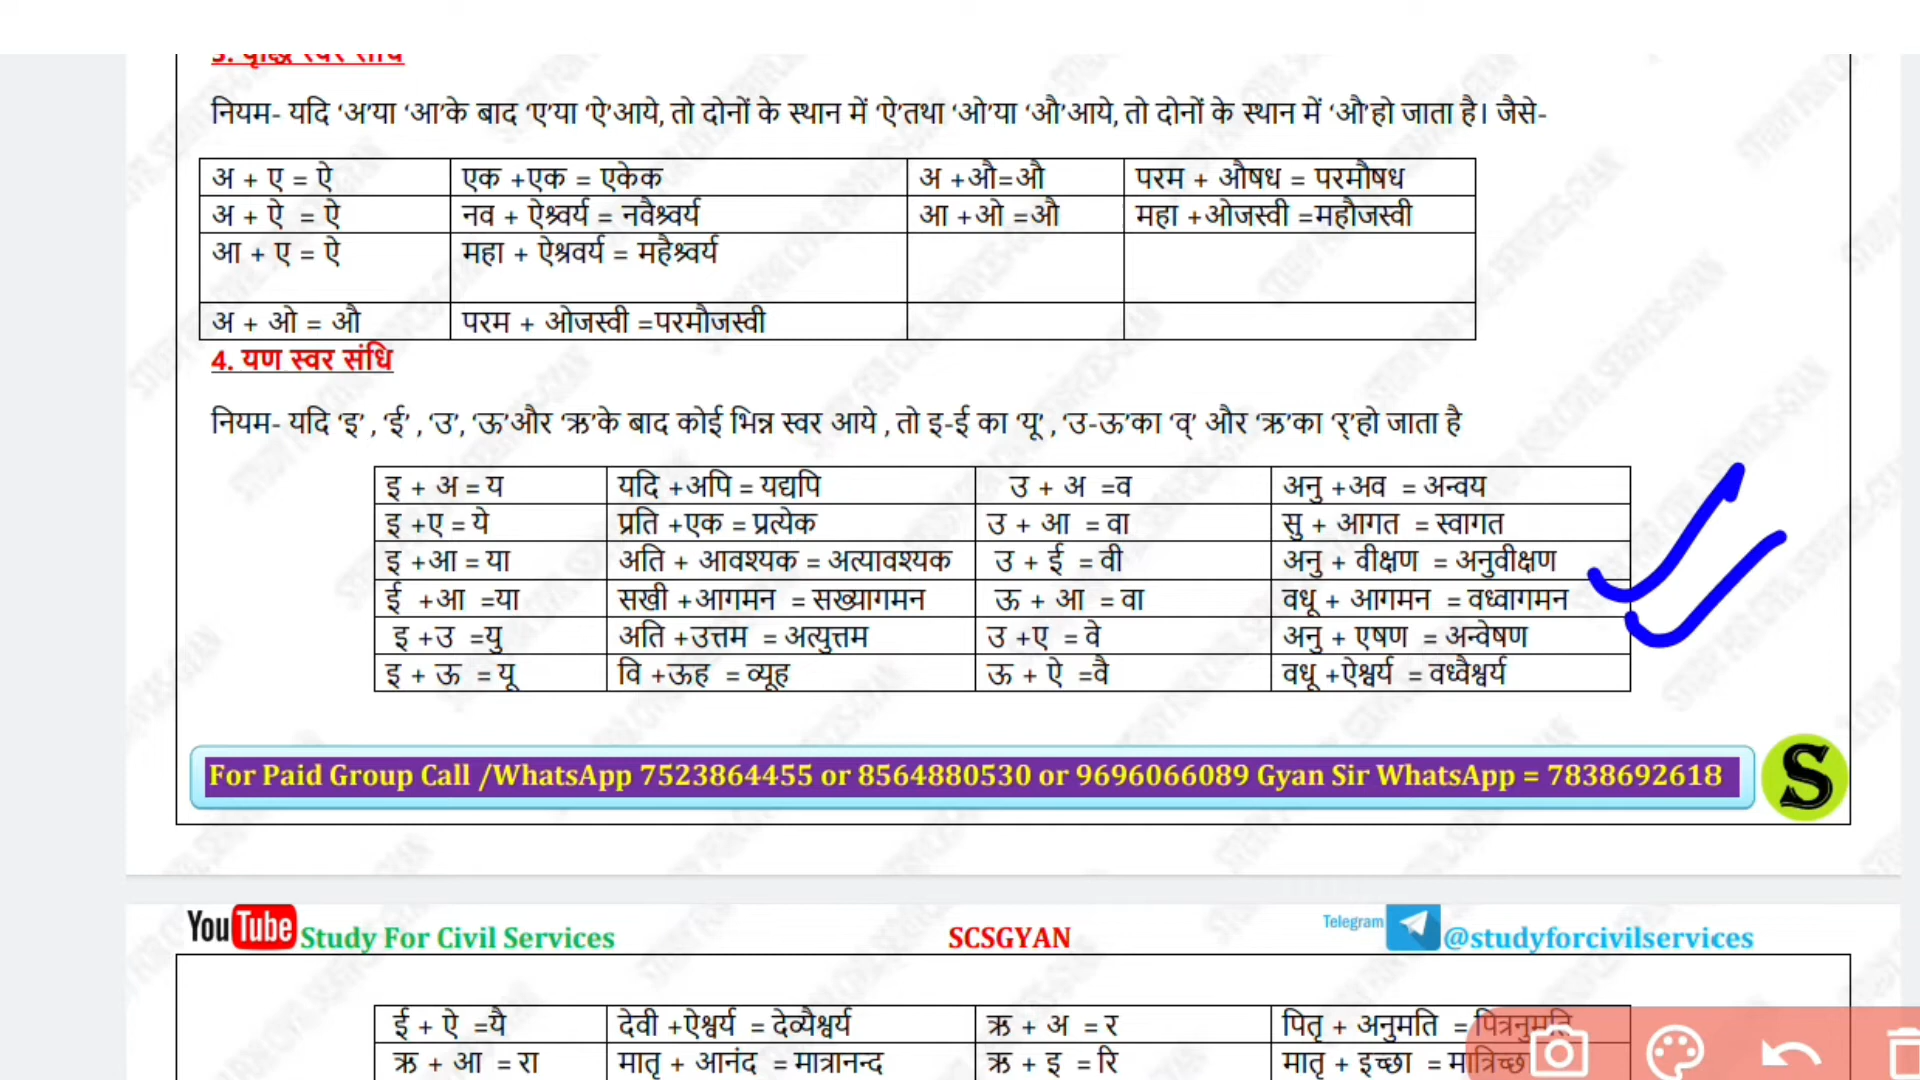 3. वृद्धि स्वर संधि
नियम- यदि ‘अ’या ‘आ’के बाद ‘ए’या ‘ऐ’आये, तो दोनों के स्थान में ‘ऐ’तथा ‘ओ’या ‘औ’आये, तो दोनों के स्थान में ‘औ’हो जाता है। जैसे-
अ + ए = ऐ एक +एक = एकेक अ +औ=औ परम + औषध = परमौषध
अ + ऐ = ऐ नव + ऐश्र्वर्य = नवैश्र्वर्य आ +ओ =औ महा +ओजस्वी =महौजस्वी
आ + ए = ऐ महा + ऐश्रवर्य = महैश्र्वर्य
अ + ओ = औ परम + ओजस्वी =परमौजस्वी
4. यण स्वर संधि
नियम- यदि ‘इ’ , ‘ई’ , ‘उ’, ‘ऊ’और ‘ऋ’के बाद कोई भिन्न स्वर आये , तो इ-ई का ‘यू’ , ‘उ-ऊ’का ‘व्’ और ‘ऋ’का ‘र्’हो जाता है
इ + अ = य यदि +अपि = यद्यपि उ + अ =व अनु +अव = अन्वय
इ +ए = ये प्रति +एक = प्रत्येक उ + आ = वा सु + आगत = स्वागत
इ +आ = या अति + आवश्यक = अत्यावश्यक उ + ई = वी अनु + वीक्षण = अनुवीक्षण
ई +आ =या सखी +आगमन = सख्यागमन ऊ + आ = वा वधू + आगमन = वध्वागमन
इ +उ =यु अति +उत्तम = अत्युत्तम उ +ए = वे अनु + एषण = अन्वेषण
इ + ऊ = यू वि +ऊह = व्यूह ऊ + ऐ =वै वधू +ऐश्वर्य = वध्वैश्वर्य
For Paid Group Call /WhatsApp 7523864455 or 8564880530 or 9696066089 Gyan Sir WhatsApp = 7838692618
S
YouTube Study For Civil Services SCSGYAN Telegram @studyforcivilservices
ई + ऐ =यै देवी +ऐश्वर्य = देव्यैश्वर्य ऋ + अ = र पितृ + अनुमति = पित्रनुमति
ऋ + आ = रा मातृ + आनंद = मात्रानन्द ऋ + इ = रि मातृ + इच्छा = मात्रिच्छा